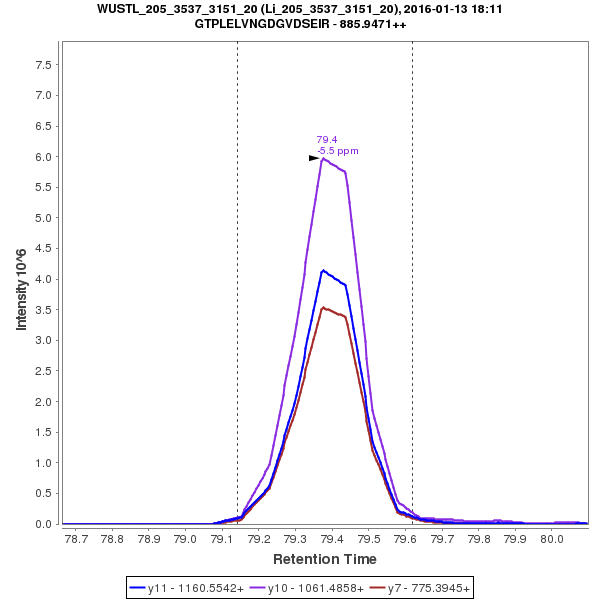 WUSTL_205_3537_3151_20 (Li_205_3537_3151_20), 2016-01-13 18:11
GTPLELVNGDGVDSEIR - 885.9471++
Intensity 10^6
7.5
7.0
6.5
6.0
5.5
5.0
4.5
4.0
3.5
3.0
2.5
2.0
1.5
1.0
0.5
0.0
79.4
-5.5 ppm
78.7 78.8 78.9 79.0 79.1 79.2 79.3 79.4 79.5 79.6 79.7 79.8 79.9 80.0
Retention Time
y11 - 1160.5542+ y10 - 1061.4858+ y7 - 775.3945+